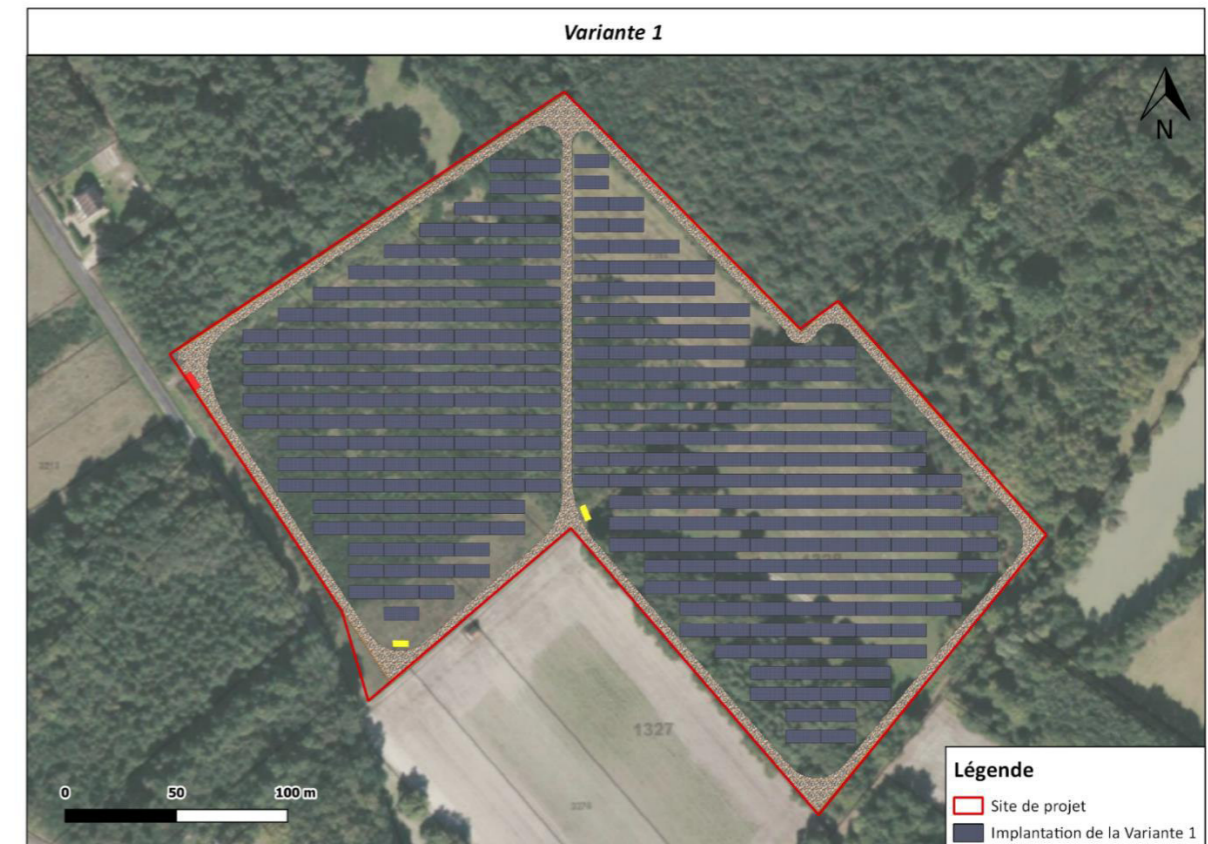 Variante 1
N
1327
0 50 100 m
Légende
Site de projet
Implantation de la Variante 1